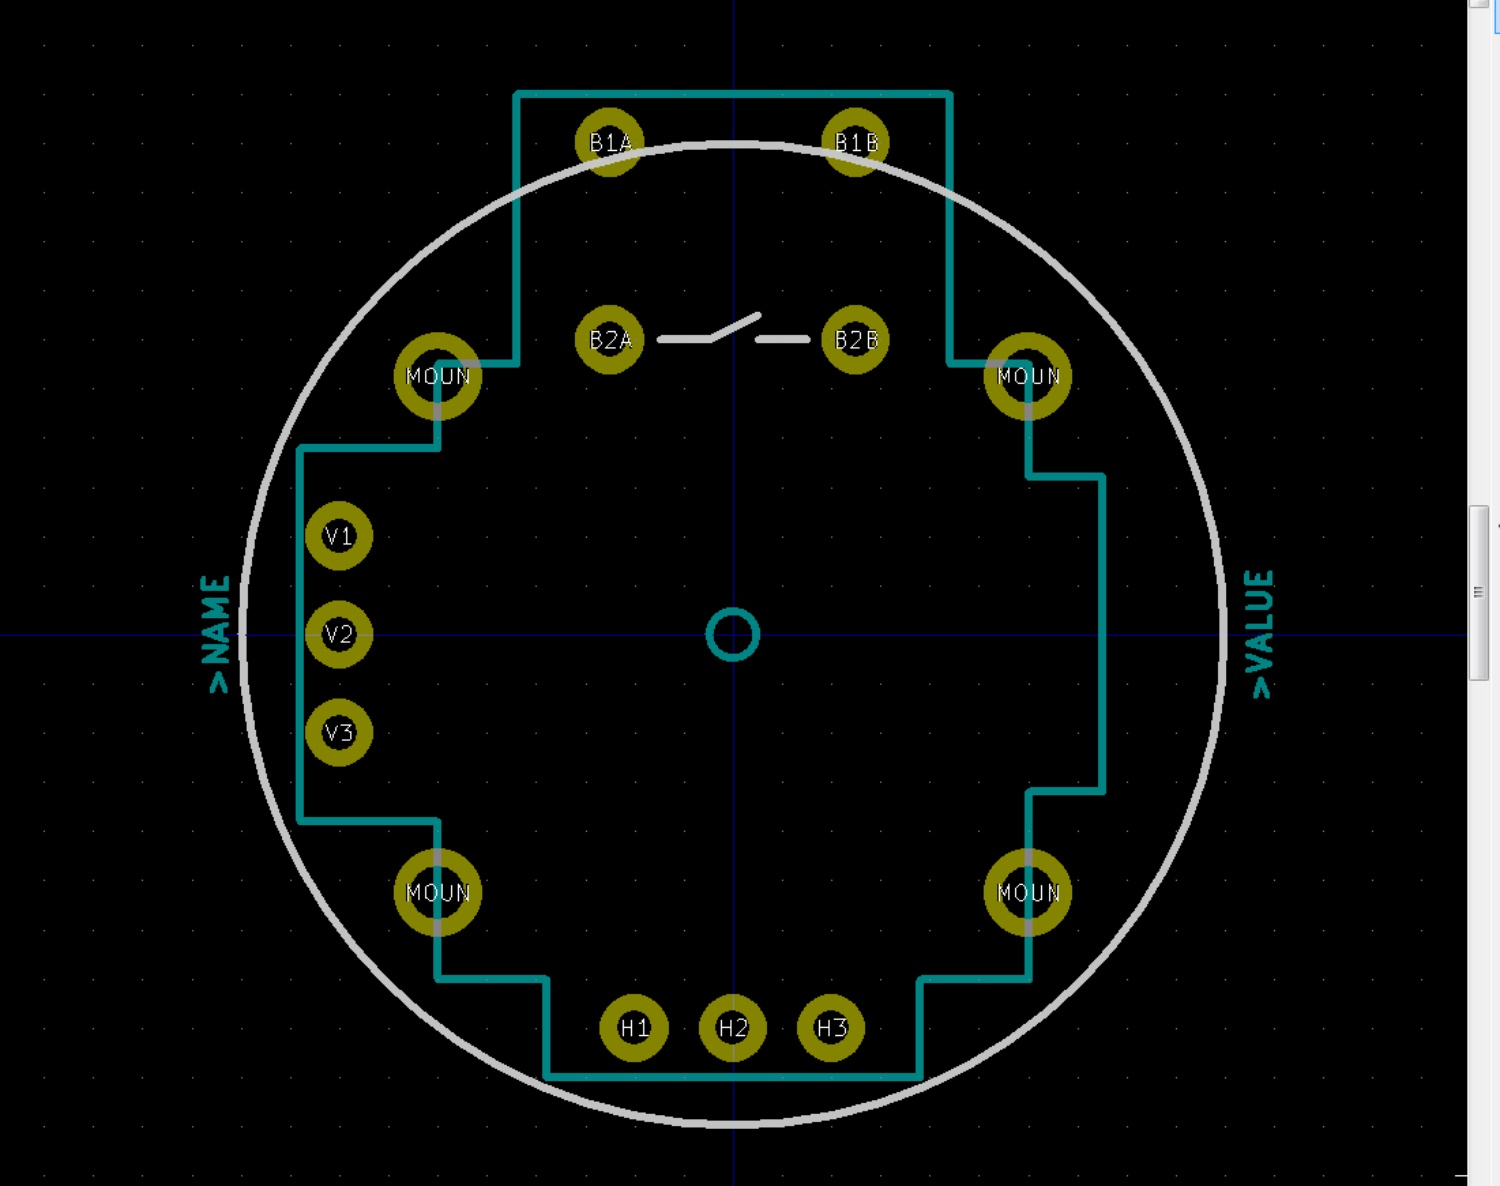 B1A B1B
B2A B2B
MOUN MOUN
V1
>NAME V2 >VALUE
V3
MOUN MOUN
H1 H2 H3